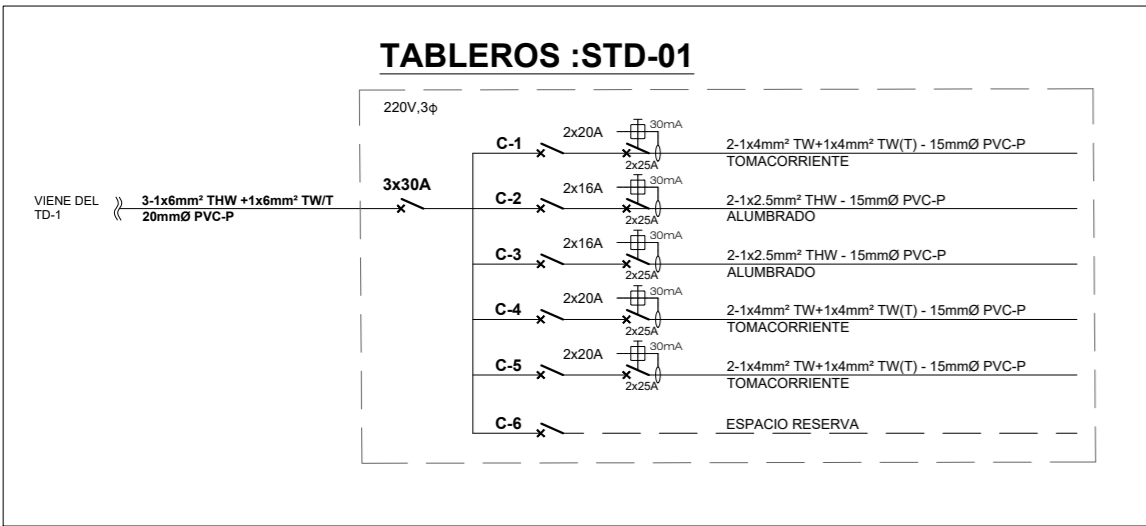 TABLEROS :STD-01
220V,3ф
VIENE DEL
TD-1
3-1x6mm² THW +1x6mm² TW/T
20mmØ PVC-P
3x30A
C-1
2x20A
30mA
2x25A
2-1x4mm² TW+1x4mm² TW(T) - 15mmØ PVC-P
TOMACORRIENTE
C-2
2x16A
30mA
2x25A
2-1x2.5mm² THW - 15mmØ PVC-P
ALUMBRADO
C-3
2x16A
30mA
2x25A
2-1x2.5mm² THW - 15mmØ PVC-P
ALUMBRADO
C-4
2x20A
30mA
2x25A
2-1x4mm² TW+1x4mm² TW(T) - 15mmØ PVC-P
TOMACORRIENTE
C-5
2x20A
30mA
2x25A
2-1x4mm² TW+1x4mm² TW(T) - 15mmØ PVC-P
TOMACORRIENTE
C-6
ESPACIO RESERVA